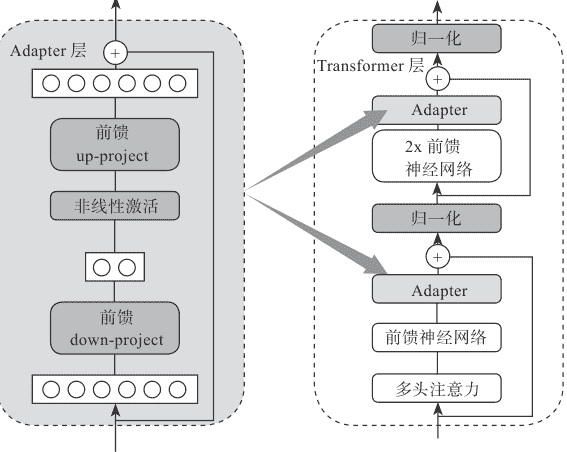 Adapter 层
前馈
up-project
非线性激活
前馈
down-project
归一化
Transformer 层
Adapter
2x 前馈
神经网络
归一化
Adapter
前馈神经网络
多头注意力